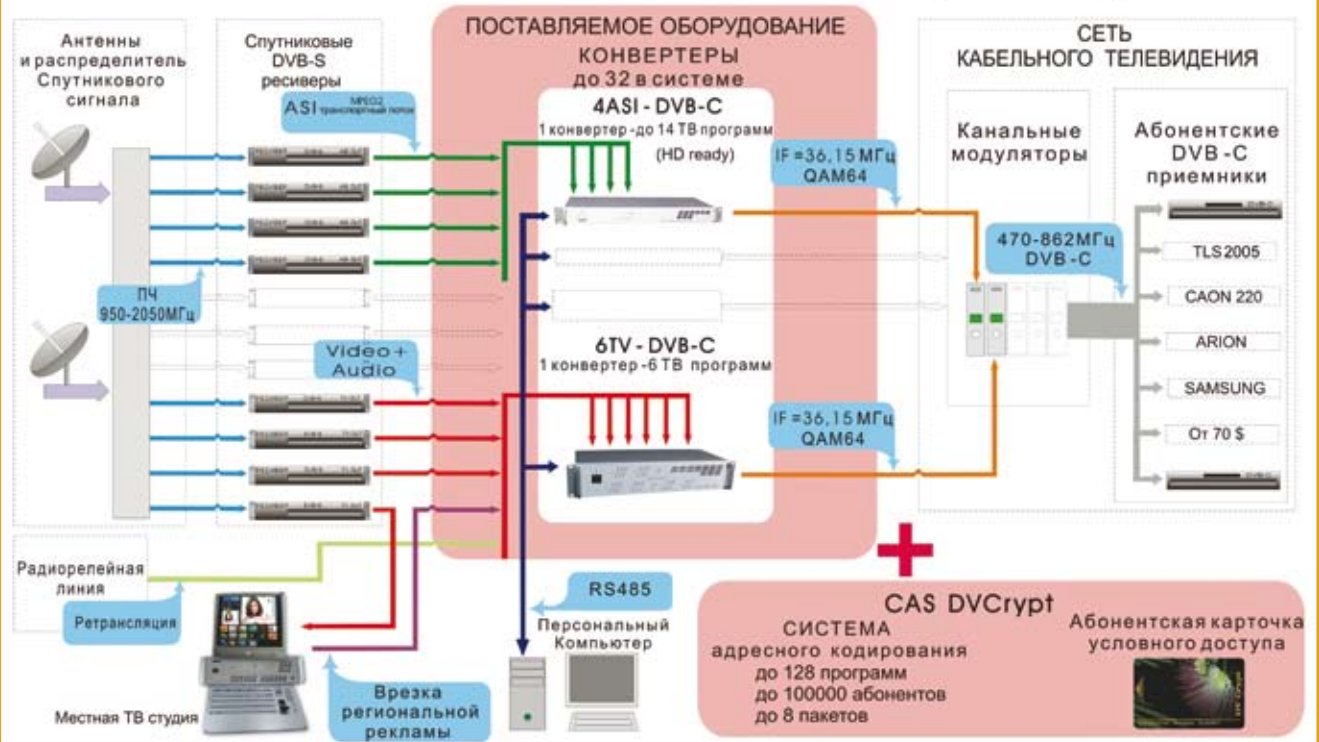 Антенны
и распределитель
Спутникового
сигнала
Спутниковые
DVB-S
ресиверы
ASI MPEG2
транспортный поток
ПЧ
950-2050МГц
Video+
Audio
Радиорелейная
линия
Ретрансляция
Местная ТВ студия
Врезка
региональной
рекламы
ПОСТАВЛЯЕМОЕ ОБОРУДОВАНИЕ
КОНВЕРТЕРЫ
до 32 в системе
4ASI - DVB-C
1 конвертер -до 14 ТВ программ
(HD ready)
6TV - DVB-C
1 конвертер -6 ТВ программ
RS485
Персональный
Компьютер
IF =36,15 МГц
QAM64
IF =36,15 МГц
QAM64
СЕТЬ
КАБЕЛЬНОГО ТЕЛЕВИДЕНИЯ
Канальные
модуляторы
470-862МГц
DVB -C
Абонентские
DVB -C
приемники
TLS2005
CAON 220
ARION
SAMSUNG
От 70 $
CAS DVCrypt
СИСТЕМА
адресного кодирования
до 128 программ
до 100000 абонентов
до 8 пакетов
Абонентская карточка
условного доступа